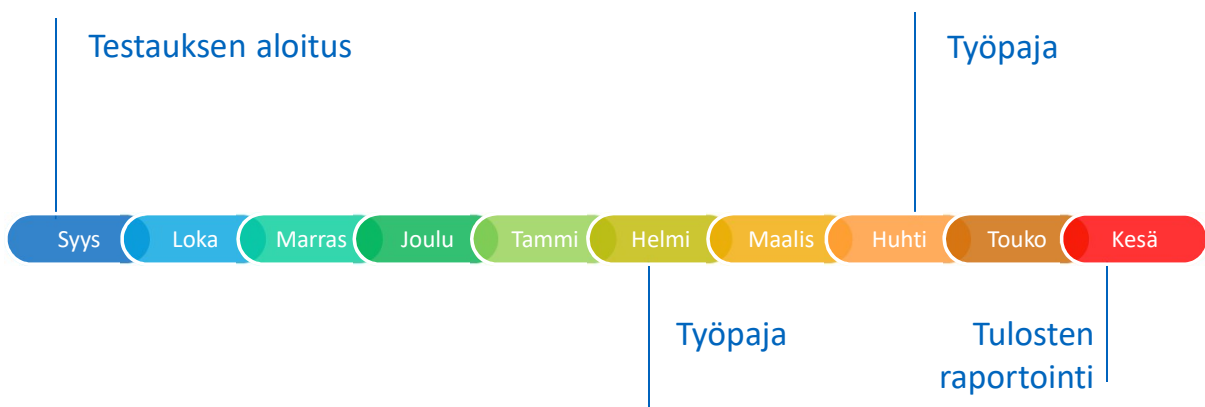 Testauksen aloitus
Työpaja
Syys Loka Marras Joulu Tammi Helmi Maalis Huhti Touko Kesä
Työpaja
Tulosten
raportointi